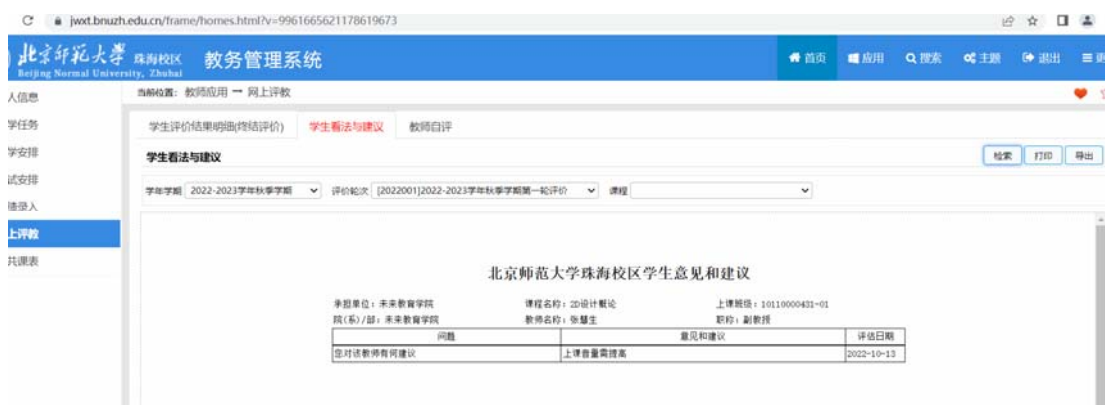 jwxt.bnuzh.edu.cn/frame/homes.html?v=9961665621178619673
北京师范大学 珠海校区 教务管理系统 首页 应用 搜索 主题 退出
Beijing Normal University, Zhuhai
人信息 当前位置: 教师应用 → 网上评教
学任务 学生评价结果明细(终结评价) 学生看法与建议 教师自评
学安排 学生看法与建议 检索 打印 导出
试安排 学年学期 2022-2023学年秋季学期 评价轮次 [2022001]2022-2023学年秋季学期第一轮评价 课程
绩录入
上评教
共课表
北京师范大学珠海校区学生意见和建议
承担单位：未来教育学院 课程名称：2D设计概论 上课班级：10110000431-01
院(系)/部：未来教育学院 教师名称：张慧生 职称：副教授
问题 意见和建议 评估日期
您对该教师有何建议 上课音量需提高 2022-10-13